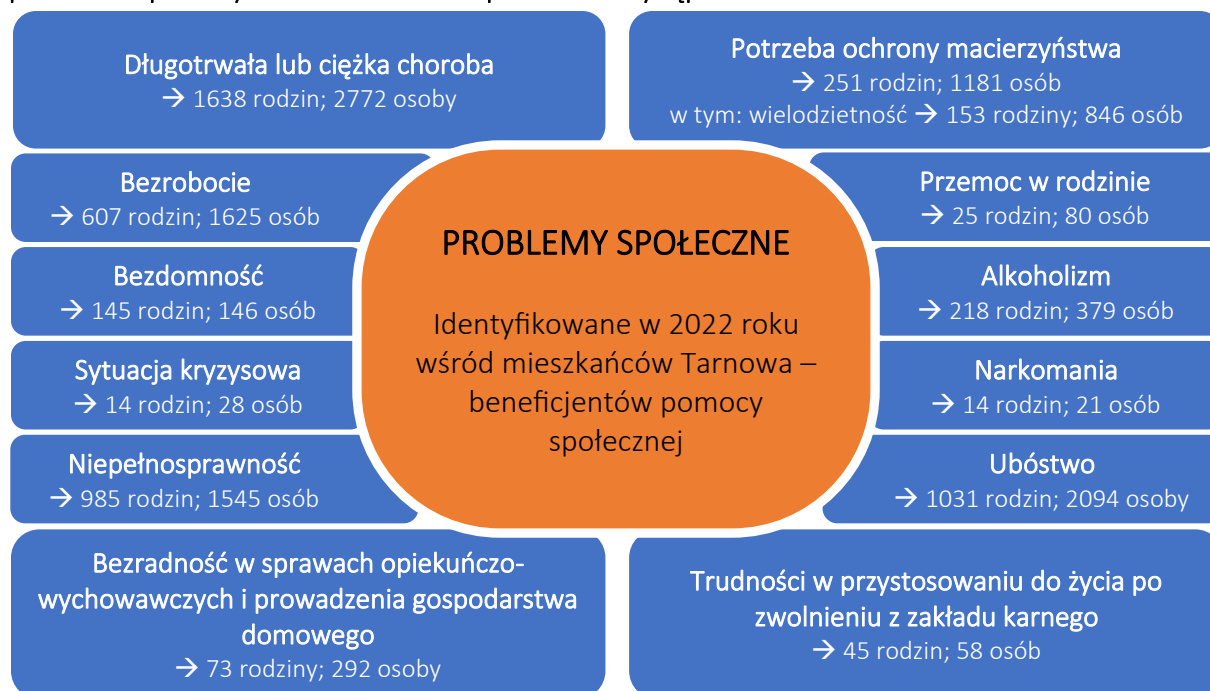 Długotrwała lub ciężka choroba
→ 1638 rodzin; 2772 osoby
Potrzeba ochrony macierzyństwa
→ 251 rodzin; 1181 osób
w tym: wielodzietność → 153 rodziny; 846 osób
Bezrobocie
→ 607 rodzin; 1625 osób
Przemoc w rodzinie
→ 25 rodzin; 80 osób
Bezdomność
→ 145 rodzin; 146 osób
Alkoholizm
→ 218 rodzin; 379 osób
Sytuacja kryzysowa
→ 14 rodzin; 28 osób
Narkomania
→ 14 rodzin; 21 osób
Niepełnosprawność
→ 985 rodzin; 1545 osób
Ubóstwo
→ 1031 rodzin; 2094 osoby
PROBLEMY SPOŁECZNE
Identyfikowane w 2022 roku
wśród mieszkańców Tarnowa –
beneficjentów pomocy
społecznej
Bezradność w sprawach opiekuńczo-
wychowawczych i prowadzenia gospodarstwa
domowego
→ 73 rodziny; 292 osoby
Trudności w przystosowaniu do życia po
zwolnieniu z zakładu karnego
→ 45 rodzin; 58 osób